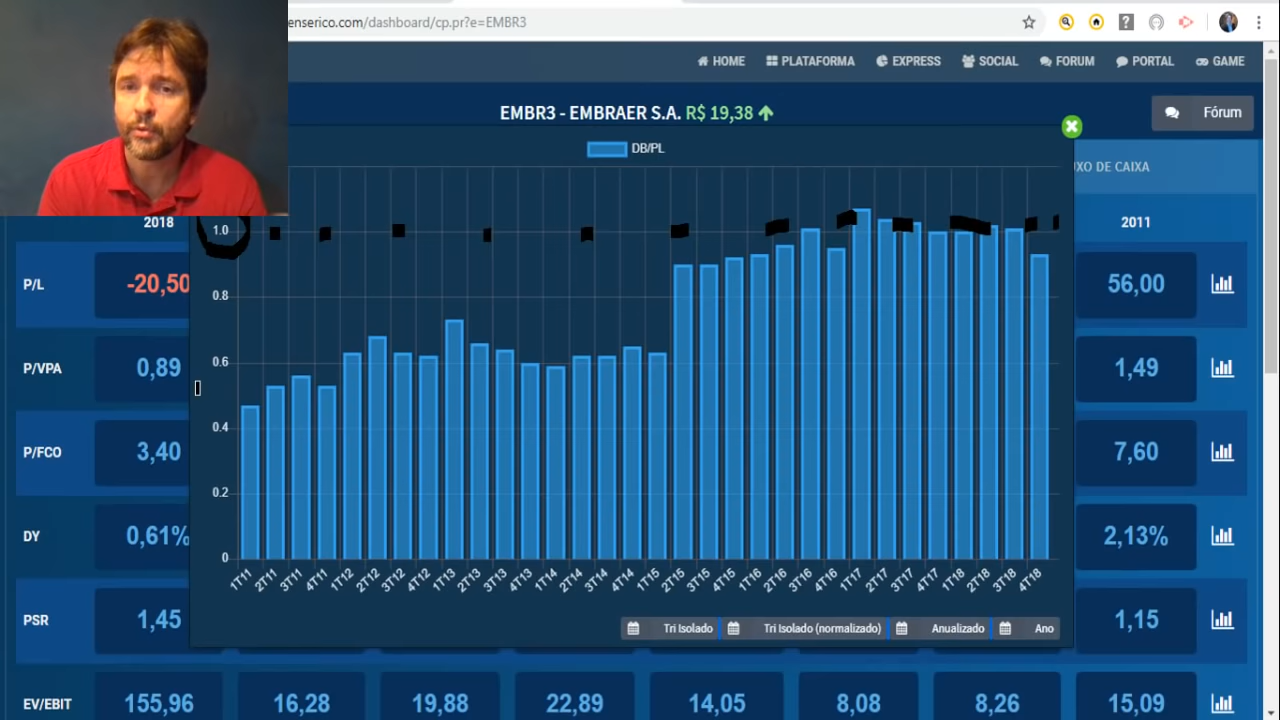 enserico.com/dashboard/cp.pr?e=EMBR3
HOME PLATAFORMA EXPRESS SOCIAL FORUM PORTAL GAME
EMBR3 - EMBRAER S.A. R$ 19,38
Fórum
DB/PL
UXO DE CAIXA
2018 2011
1.0
0.8
0.6
0.4
0.2
0
P/L -20,50 56,00
P/VPA 0,89 1,49
P/FCO 3,40 7,60
DY 0,61% 2,13%
PSR 1,45 1,15
1T11 2T11 3T11 4T11 1T12 2T12 3T12 4T12 1T13 2T13 3T13 4T13 1T14 2T14 3T14 4T14 1T15 2T15 3T15 4T15 1T16 2T16 3T16 4T16 1T17 2T17 3T17 4T17 1T18 2T18 3T18 4T18
Tri Isolado Tri Isolado (normalizado) Anualizado Ano
EV/EBIT 155,96 16,28 19,88 22,89 14,05 8,08 8,26 15,09